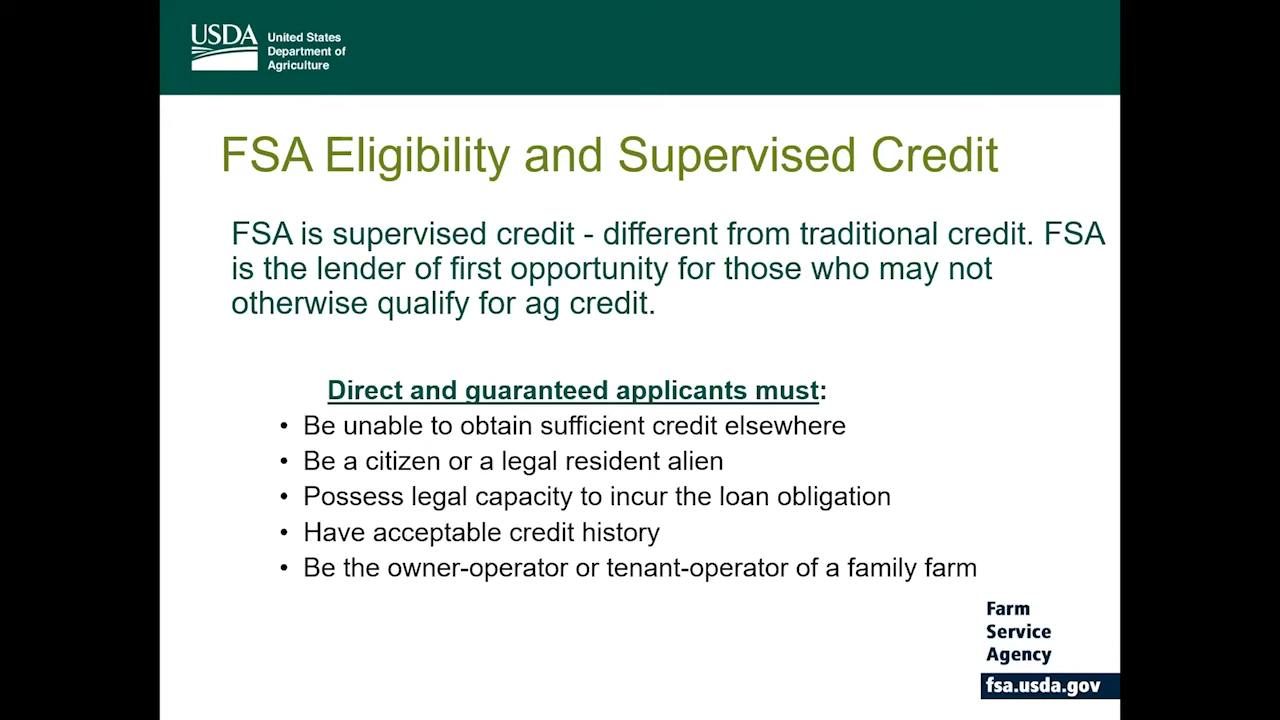 USDA
United States
Department of
Agriculture
FSA Eligibility and Supervised Credit
FSA is supervised credit - different from traditional credit. FSA
is the lender of first opportunity for those who may not
otherwise qualify for ag credit.
Direct and guaranteed applicants must:
• Be unable to obtain sufficient credit elsewhere
• Be a citizen or a legal resident alien
• Possess legal capacity to incur the loan obligation
• Have acceptable credit history
• Be the owner-operator or tenant-operator of a family farm
Farm
Service
Agency
fsa.usda.gov